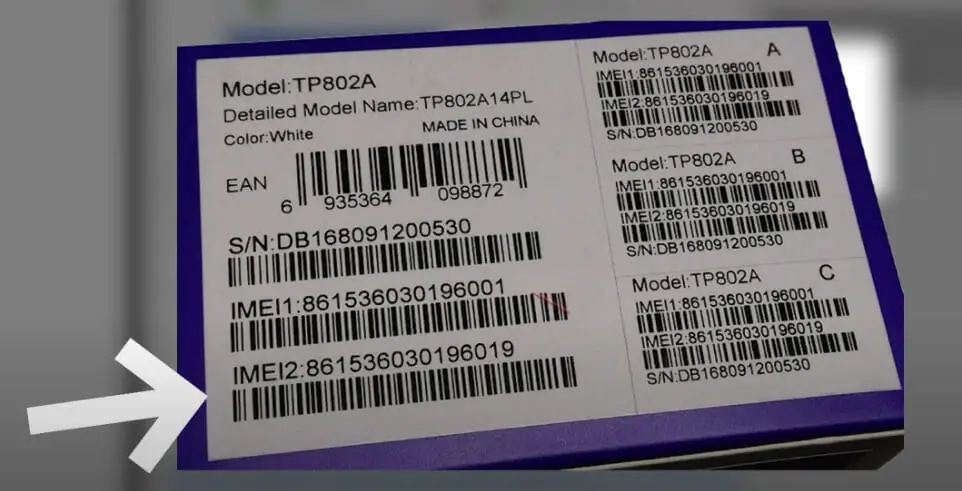 Model:TP802A
Detailed Model Name:TP802A14PL
Color:White
MADE IN CHINA
EAN
6 935364 098872
S/N:DB168091200530
IMEI1:861536030196001
IMEI2:861536030196019
Model:TP802A A
IMEI1:861536030196001
IMEI2:861536030196019
S/N:DB168091200530
Model:TP802A B
IMEI1:861536030196001
IMEI2:861536030196019
S/N:DB168091200530
Model:TP802A C
IMEI1:861536030196001
IMEI2:861536030196019
S/N:DB168091200530